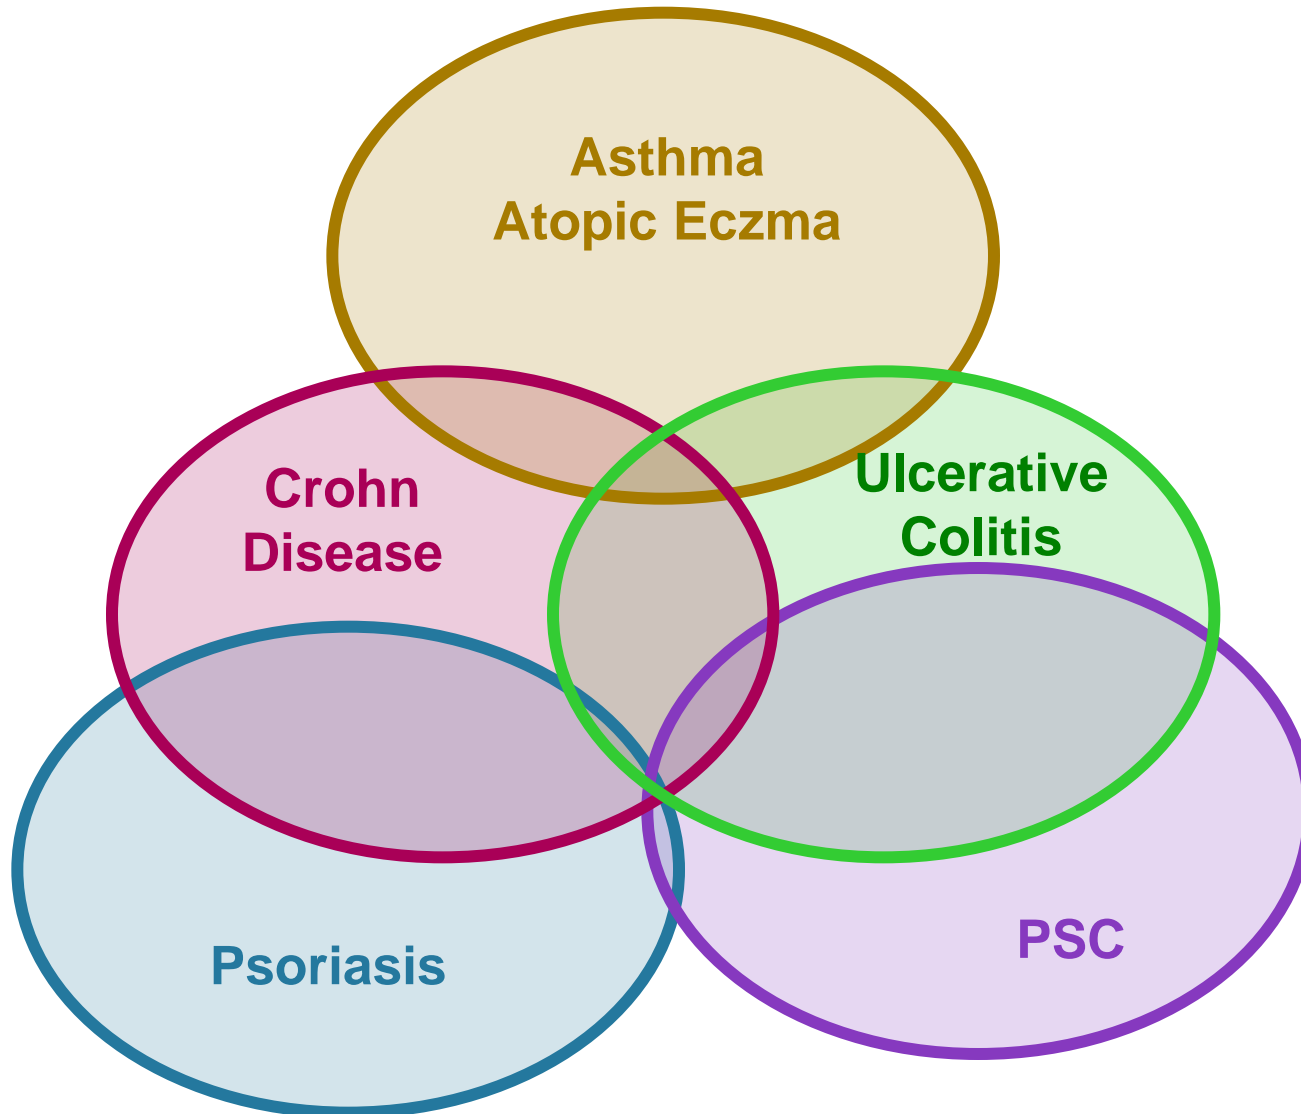 Asthma
Atopic Eczma
Crohn
Disease
Ulcerative
Colitis
Psoriasis
PSC